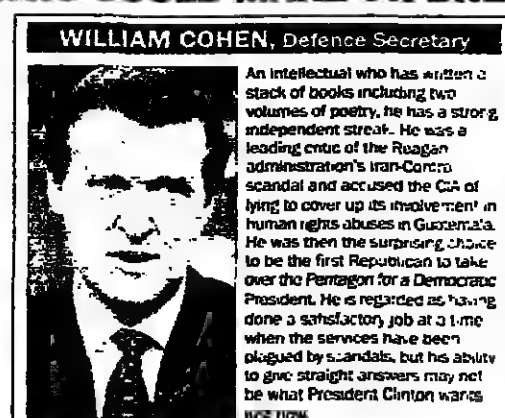 WILLIAM COHEN, Defence Secretary
An intellectual who has written a
stack of books including two
volumes of poetry, he has a strong
independent streak. He was a
leading critic of the Reagan
administration's Iran-Contra
scandal and accused the CIA of
lying to cover up its involvement in
human rights abuses in Guatemala.
He was then the surprising choice
to be the first Republican to take
over the Pentagon for a Democratic
President. He is regarded as having
done a satisfactory job at a time
when the services have been
plagued by scandals, but his ability
to give straight answers may not
be what President Clinton wants